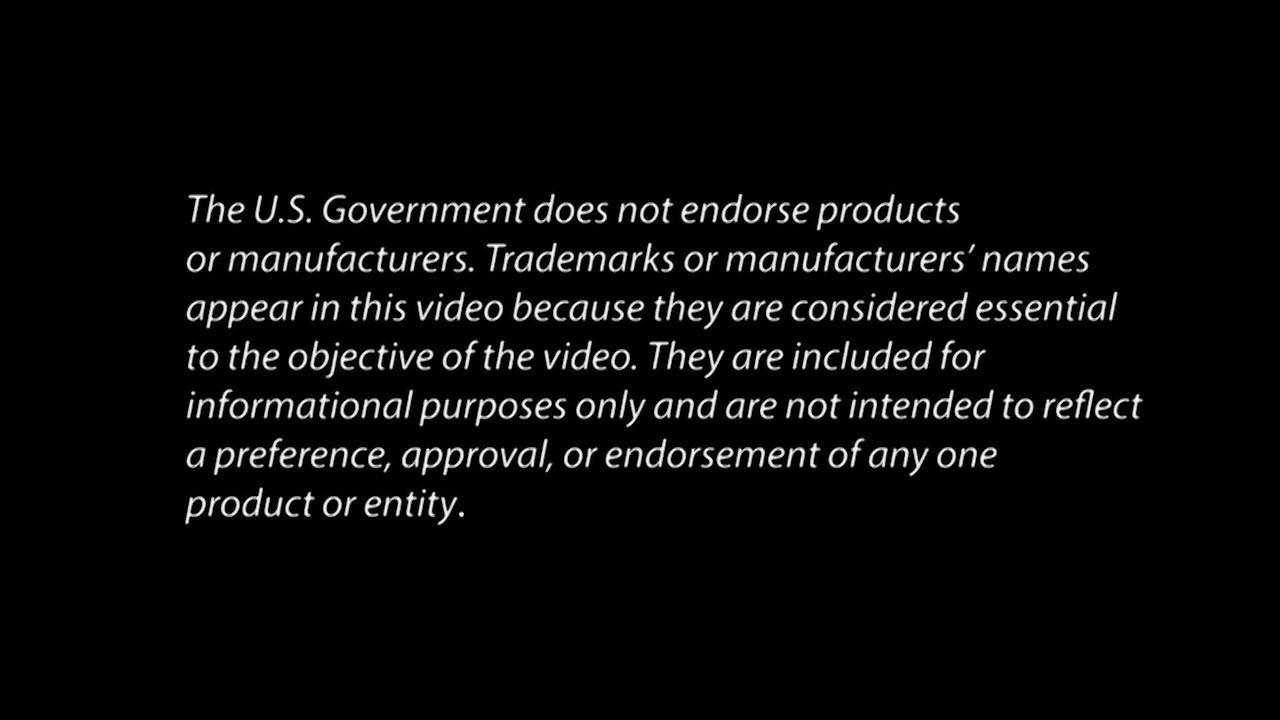 The U.S. Government does not endorse products
or manufacturers. Trademarks or manufacturers’ names
appear in this video because they are considered essential
to the objective of the video. They are included for
informational purposes only and are not intended to reflect
a preference, approval, or endorsement of any one
product or entity.